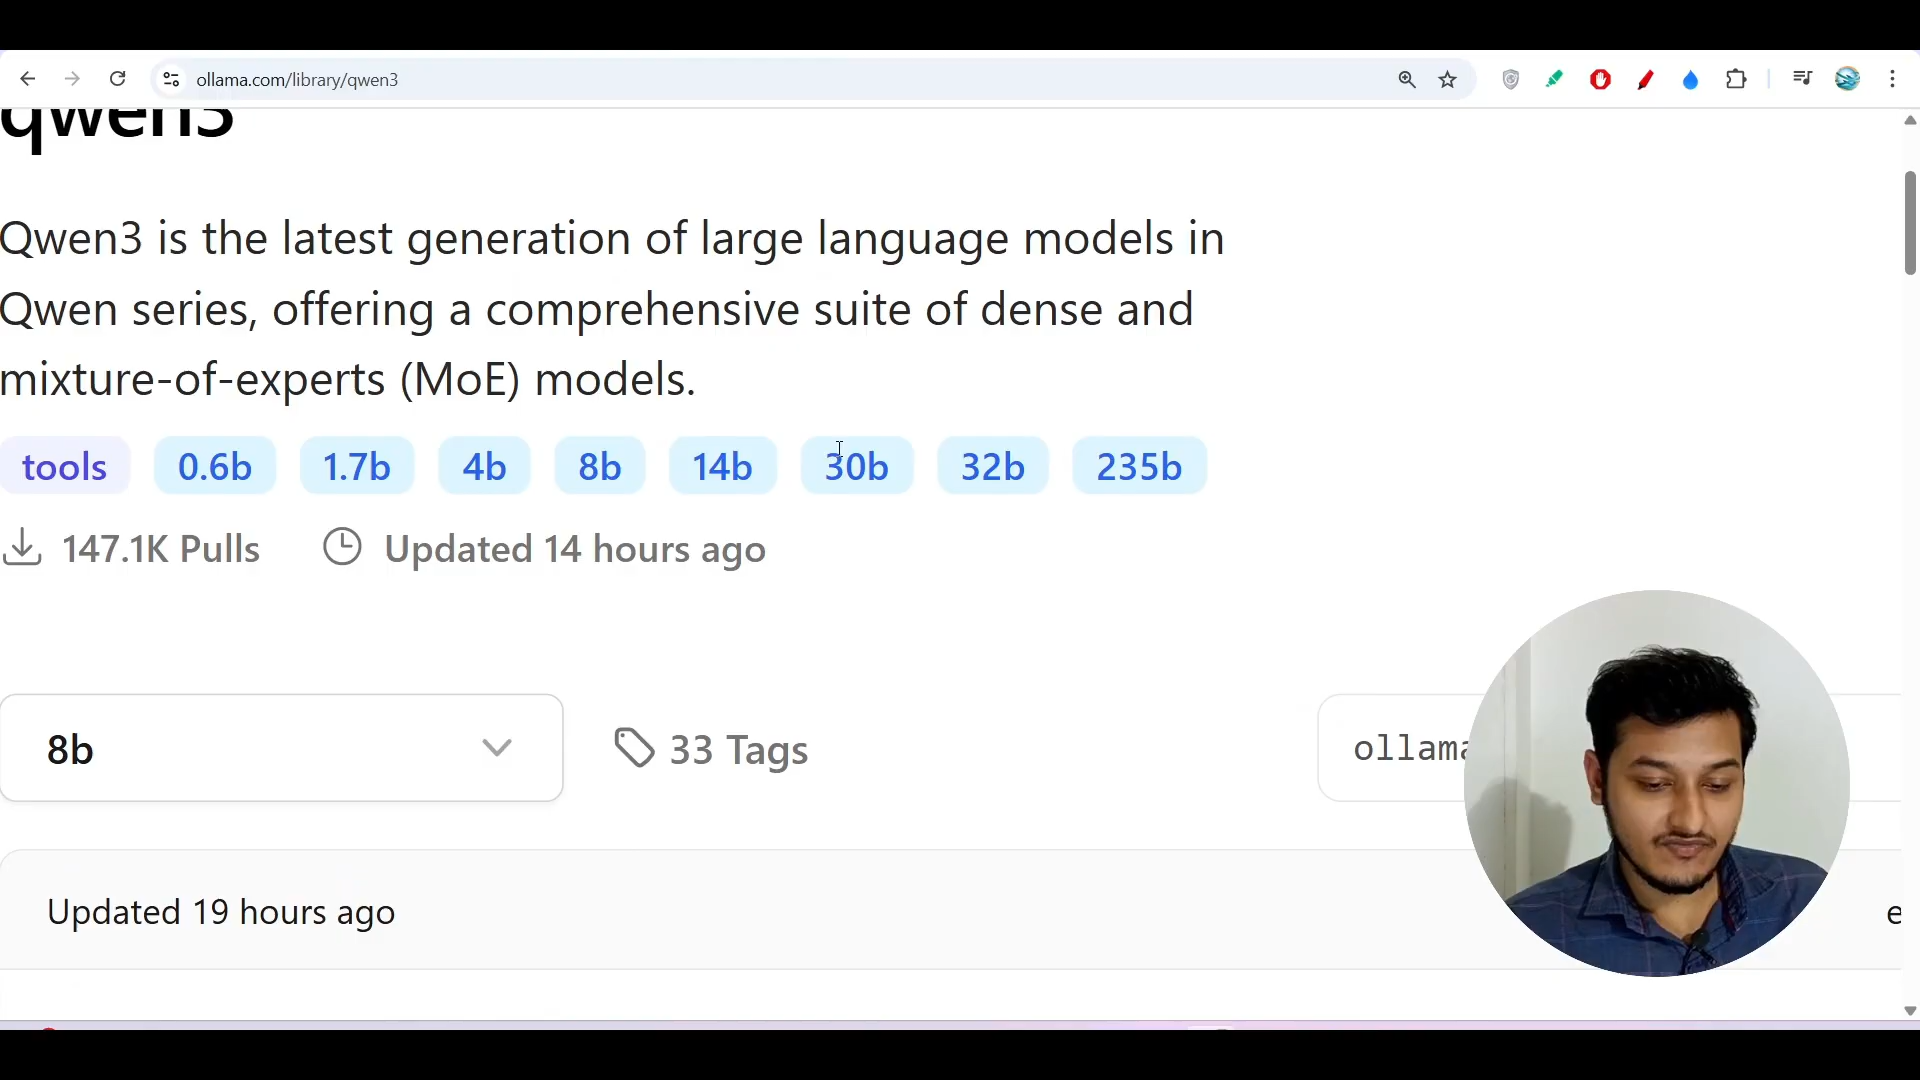 ollama.com/library/qwen3
qwen3
Qwen3 is the latest generation of large language models in
Qwen series, offering a comprehensive suite of dense and
mixture-of-experts (MoE) models.
tools 0.6b 1.7b 4b 8b 14b 30b 32b 235b
147.1K Pulls Updated 14 hours ago
8b 33 Tags ollama
Updated 19 hours ago e